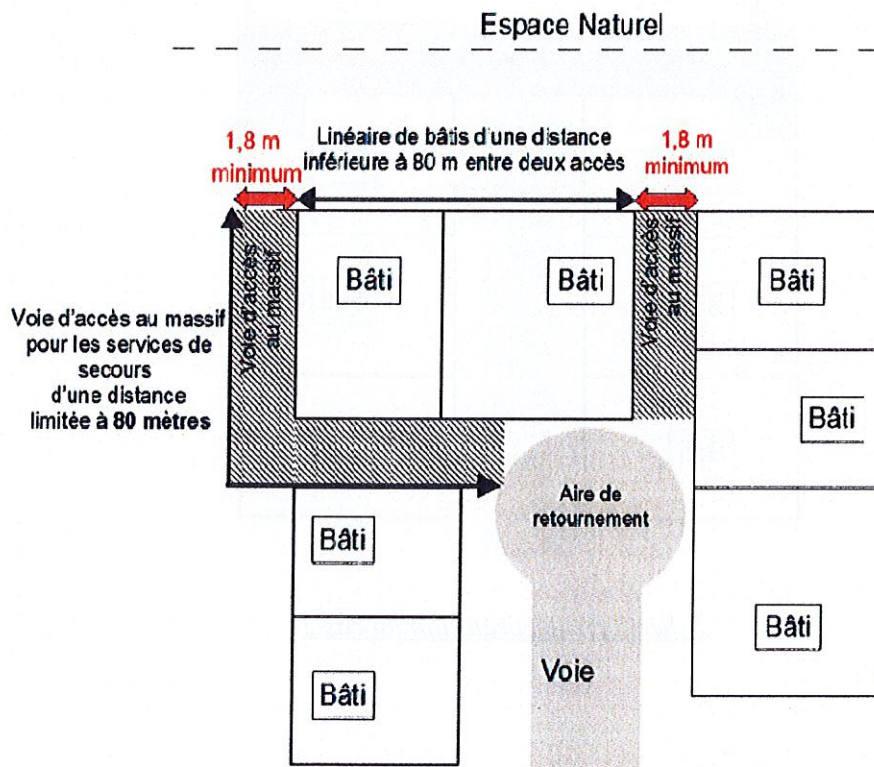 Espace Naturel
1,8 m
minimum
Linéaire de bâtis d'une distance
inférieure à 80 m entre deux accès
1,8 m
minimum
Voie d'accès
au massif
Bâti
Bâti
Voie d'accès
au massif
Bâti
Voie d'accès au massif
pour les services de
secours
d'une distance
limitée à 80 mètres
Bâti
Aire de
retournement
Bâti
Bâti
Voie
Bâti